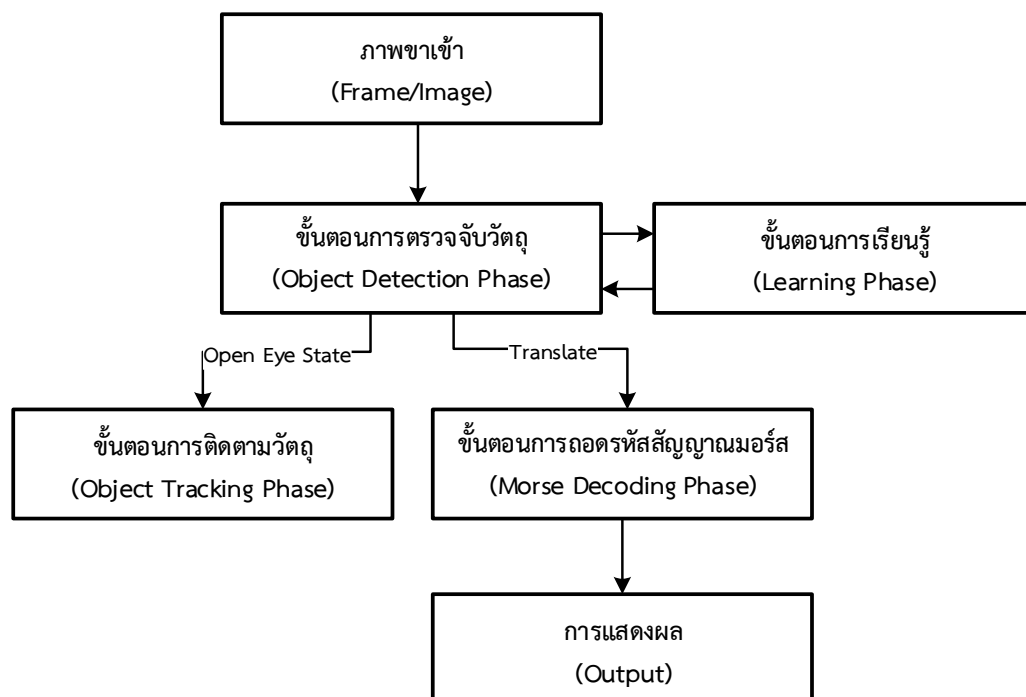 ภาพขาเข้า
(Frame/Image)
ขั้นตอนการตรวจจับวัตถุ
(Object Detection Phase)
ขั้นตอนการเรียนรู้
(Learning Phase)
Open Eye State
Translate
ขั้นตอนการติดตามวัตถุ
(Object Tracking Phase)
ขั้นตอนการถอดรหัสสัญญาณมอร์ส
(Morse Decoding Phase)
การแสดงผล
(Output)